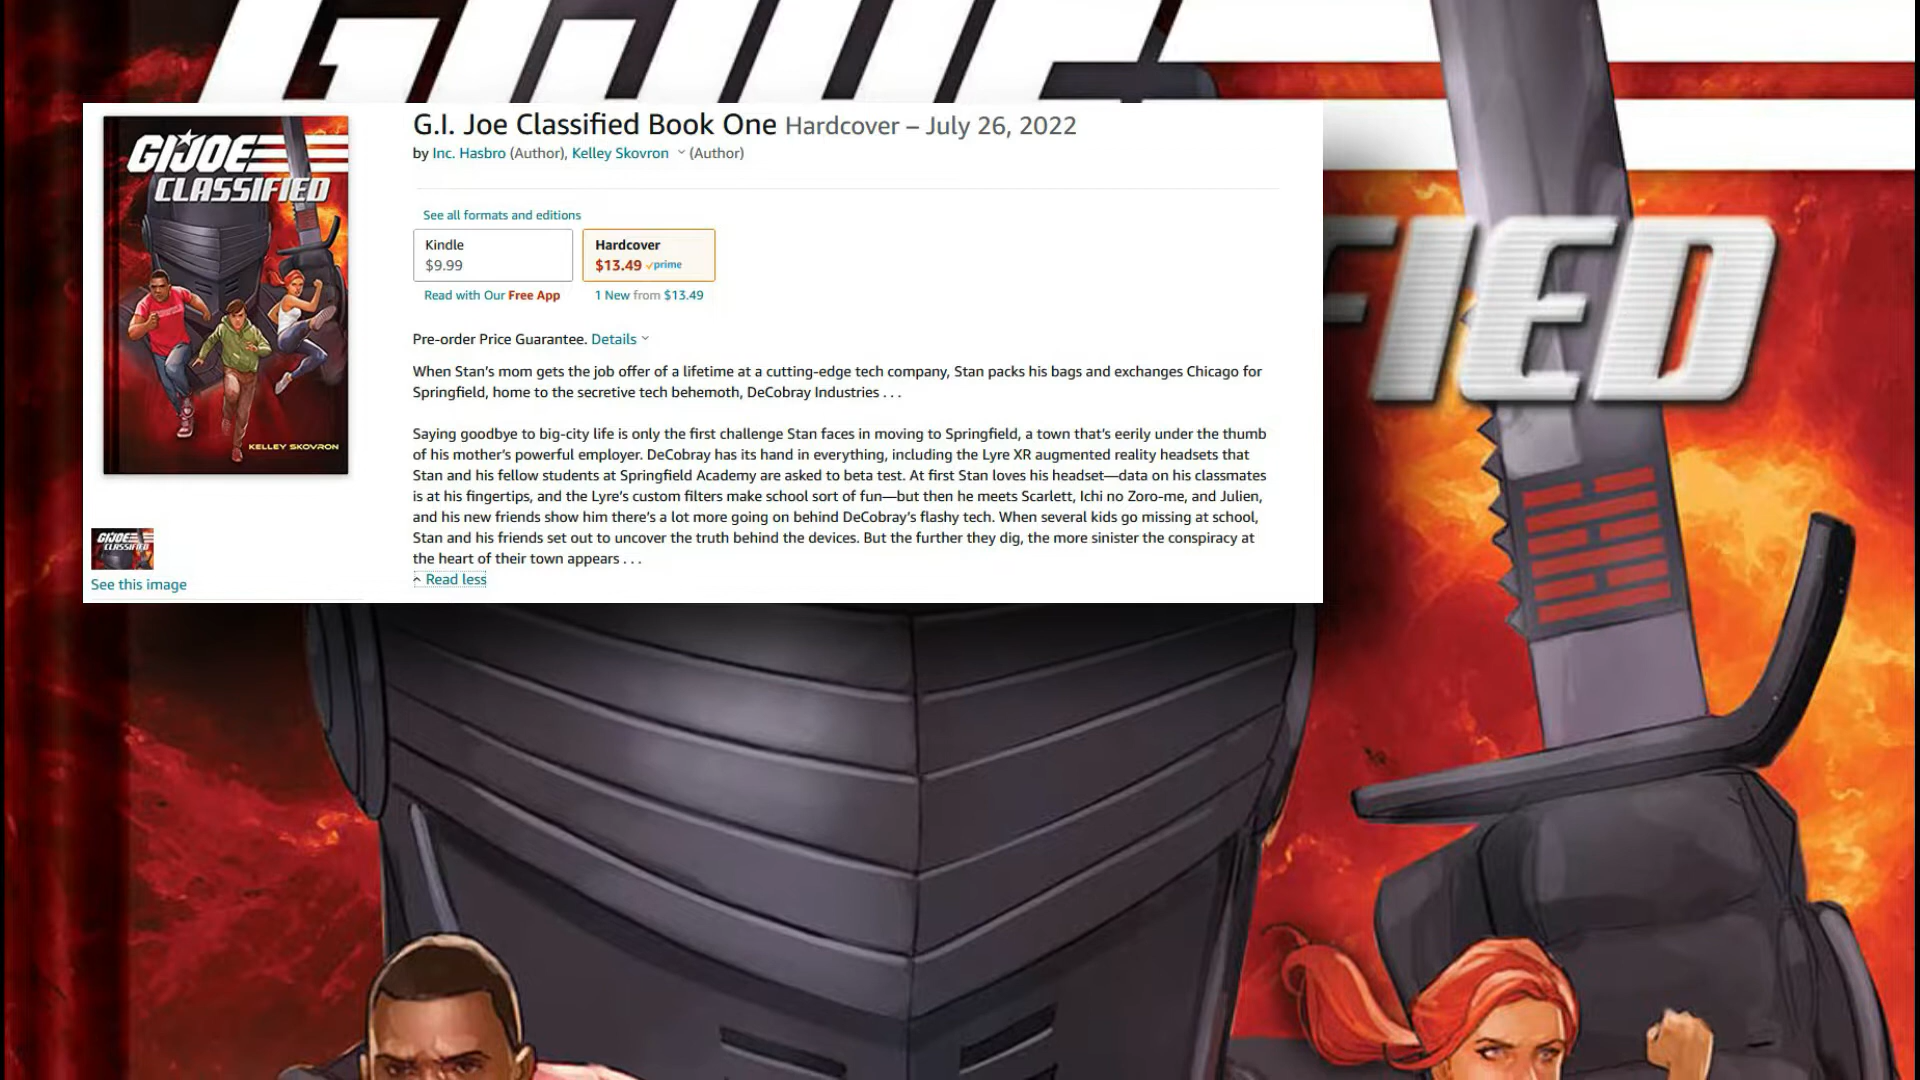 G.I. Joe Classified Book One Hardcover – July 26, 2022
by Inc. Hasbro (Author), Kelley Skovron (Author)
GIJOE
CLASSIFIED
KELLEY SKOVRON
See all formats and editions
Kindle
$9.99
Read with Our Free App
Hardcover
$13.49 prime
1 New from $13.49
Pre-order Price Guarantee. Details
When Stan's mom gets the job offer of a lifetime at a cutting-edge tech company, Stan packs his bags and exchanges Chicago for
Springfield, home to the secretive tech behemoth, DeCobray Industries . . .
Saying goodbye to big-city life is only the first challenge Stan faces in moving to Springfield, a town that's eerily under the thumb
of his mother's powerful employer. DeCobray has its hand in everything, including the Lyre XR augmented reality headsets that
Stan and his fellow students at Springfield Academy are asked to beta test. At first Stan loves his headset—data on his classmates
is at his fingertips, and the Lyre's custom filters make school sort of fun—but then he meets Scarlett, Ichi no Zoro-me, and Julien,
and his new friends show him there's a lot more going on behind DeCobray's flashy tech. When several kids go missing at school,
Stan and his friends set out to uncover the truth behind the devices. But the further they dig, the more sinister the conspiracy at
the heart of their town appears . . .
Read less
GIJOE
CLASSIFIED
See this image
GIJOE
FIED